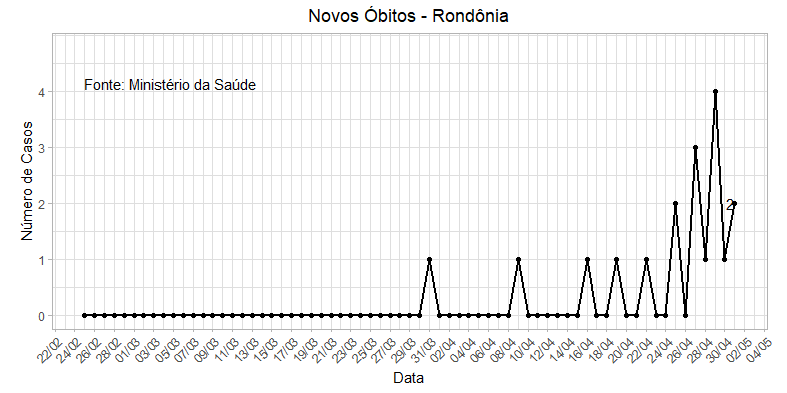 Novos Óbitos - Rondônia
Fonte: Ministério da Saúde
Número de Casos
4
3
2
1
0
2
22/02 24/02 26/02 28/02 01/03 03/03 05/03 07/03 09/03 11/03 13/03 15/03 17/03 19/03 21/03 23/03 25/03 27/03 29/03 31/03 02/04 04/04 06/04 08/04 10/04 12/04 14/04 16/04 18/04 20/04 22/04 24/04 26/04 28/04 30/04 02/05 04/05
Data